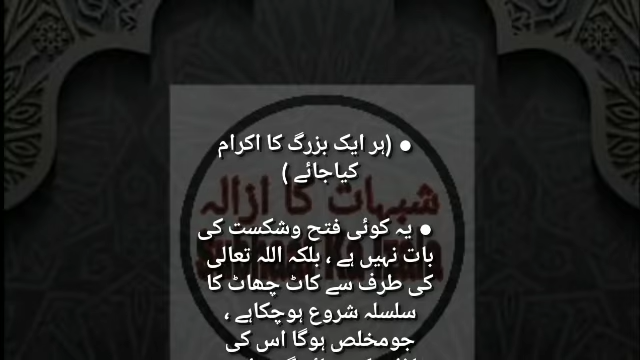 ● (ہر ایک بزرگ کا اکرام
کیاجائے )
شبہات کا ازالہ
● یہ کوئی فتح وشکست کی
بات نہیں ہے ، بلکہ اللہ تعالی
کی طرف سے کاٹ چھاٹ کا
سلسلہ شروع ہوچکاہے ،
جومخلص ہوگا اس کی